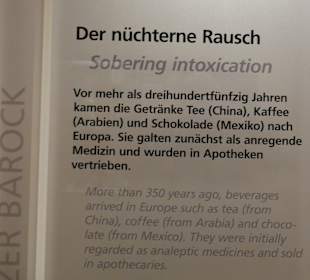 Der nüchterne Rausch
Sobering intoxication
Vor mehr als dreihundertfünfzig Jahren
kamen die Getränke Tee (China), Kaffee
(Arabien) und Schokolade (Mexiko) nach
Europa. Sie galten zunächst als anregende
Medizin und wurden in Apotheken
vertrieben.
More than 350 years ago, beverages
arrived in Europe such as tea (from
China), coffee (from Arabia) and choco-
late (from Mexico). They were initially
regarded as analeptic medicines and sold
in apothecaries.
ZER BAROCK